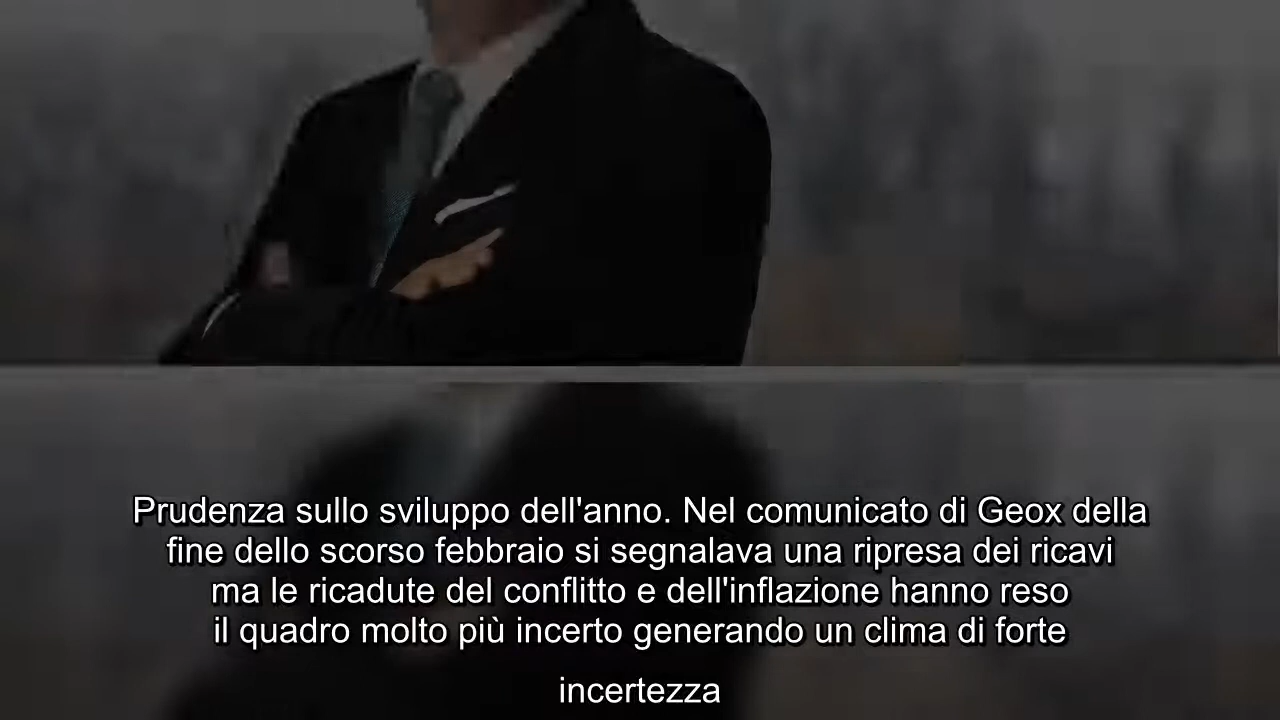 Prudenza sullo sviluppo dell'anno. Nel comunicato di Geox della
fine dello scorso febbraio si segnalava una ripresa dei ricavi
ma le ricadute del conflitto e dell'inflazione hanno reso
il quadro molto più incerto generando un clima di forte
incertezza